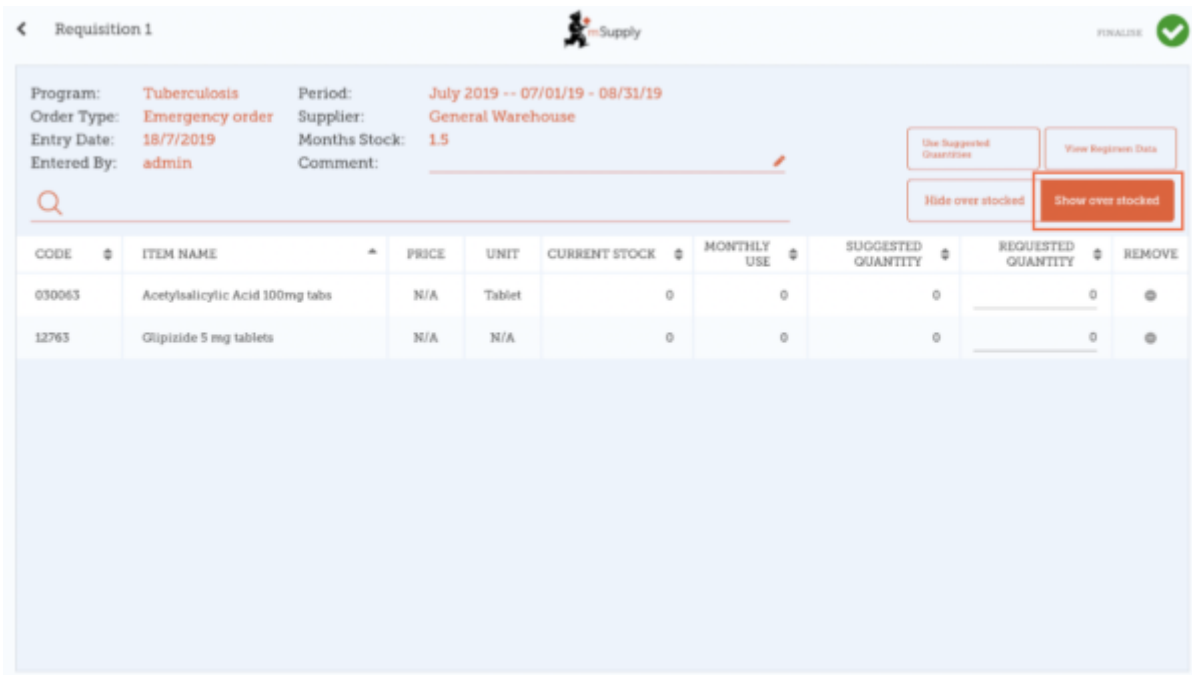 Requisition 1
mSupply
FINALISE
Program: Tuberculosis Period: July 2019 -- 07/01/19 - 08/31/19
Order Type: Emergency order Supplier: General Warehouse
Entry Date: 18/7/2019 Months Stock: 1.5
Entered By: admin Comment:
Use Suggested
Quantities
View Regimen Data
Hide over stocked Show over stocked
CODE ITEM NAME PRICE UNIT CURRENT STOCK MONTHLY USE SUGGESTED QUANTITY REQUESTED QUANTITY REMOVE
030063 Acetylsalicylic Acid 100mg tabs N/A Tablet 0 0 0 0
12763 Glipizide 5 mg tablets N/A N/A 0 0 0 0